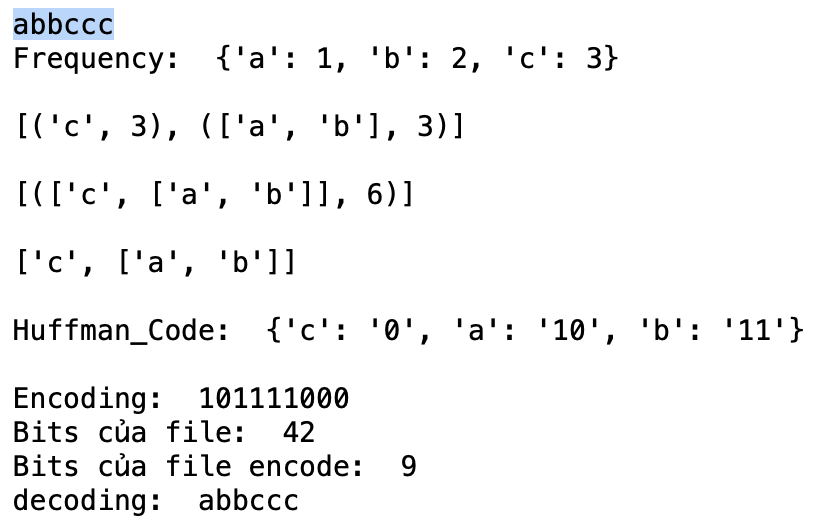 abbccc
Frequency:  {'a': 1, 'b': 2, 'c': 3}
[('c', 3), (['a', 'b'], 3)]
[(['c', ['a', 'b']], 6)]
['c', ['a', 'b']]
Huffman_Code:  {'c': '0', 'a': '10', 'b': '11'}
Encoding:  101111000
Bits của file:  42
Bits của file encode:  9
decoding:  abbccc